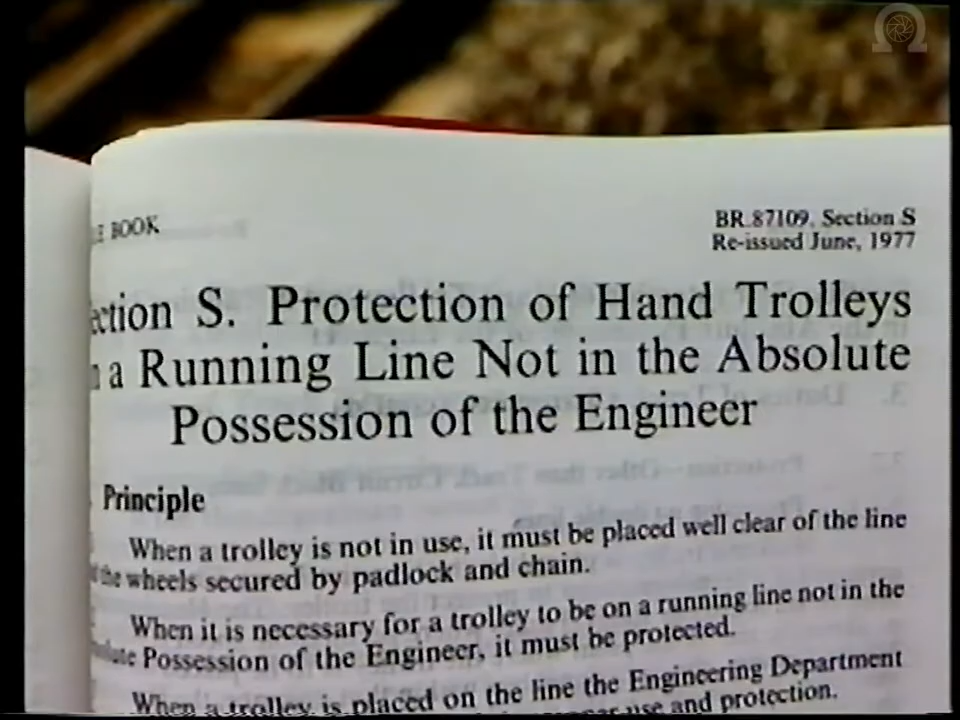 E BOOK
BR 87109, Section S
Re-issued June, 1977
ection S. Protection of Hand Trolleys
a Running Line Not in the Absolute
Possession of the Engineer
Principle
When a trolley is not in use, it must be placed well clear of the line
the wheels secured by padlock and chain.
When it is necessary for a trolley to be on a running line not in the
Possession of the Engineer, it must be protected.
When a trolley is placed on the line the Engineering Department
use and protection.